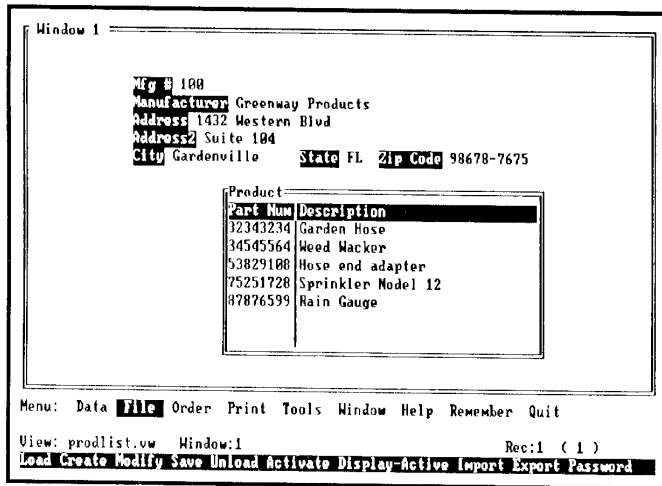 Window 1
Mfg # 100
Manufacturer Greenway Products
Address 1432 Western Blvd
Address2 Suite 104
City Gardenville State FL Zip Code 98678-7675
Product
Part Num Description
32343234 Garden Hose
34545564 Weed Wacker
53829108 Hose end adapter
75251728 Sprinkler Model 12
87876599 Rain Gauge
Menu: Data File Order Print Tools Window Help Remember Quit
View: prodlist.vw Window:1 Rec:1 ( 1 )
Load Create Modify Save Unload Activate Display-Active Import Export Password